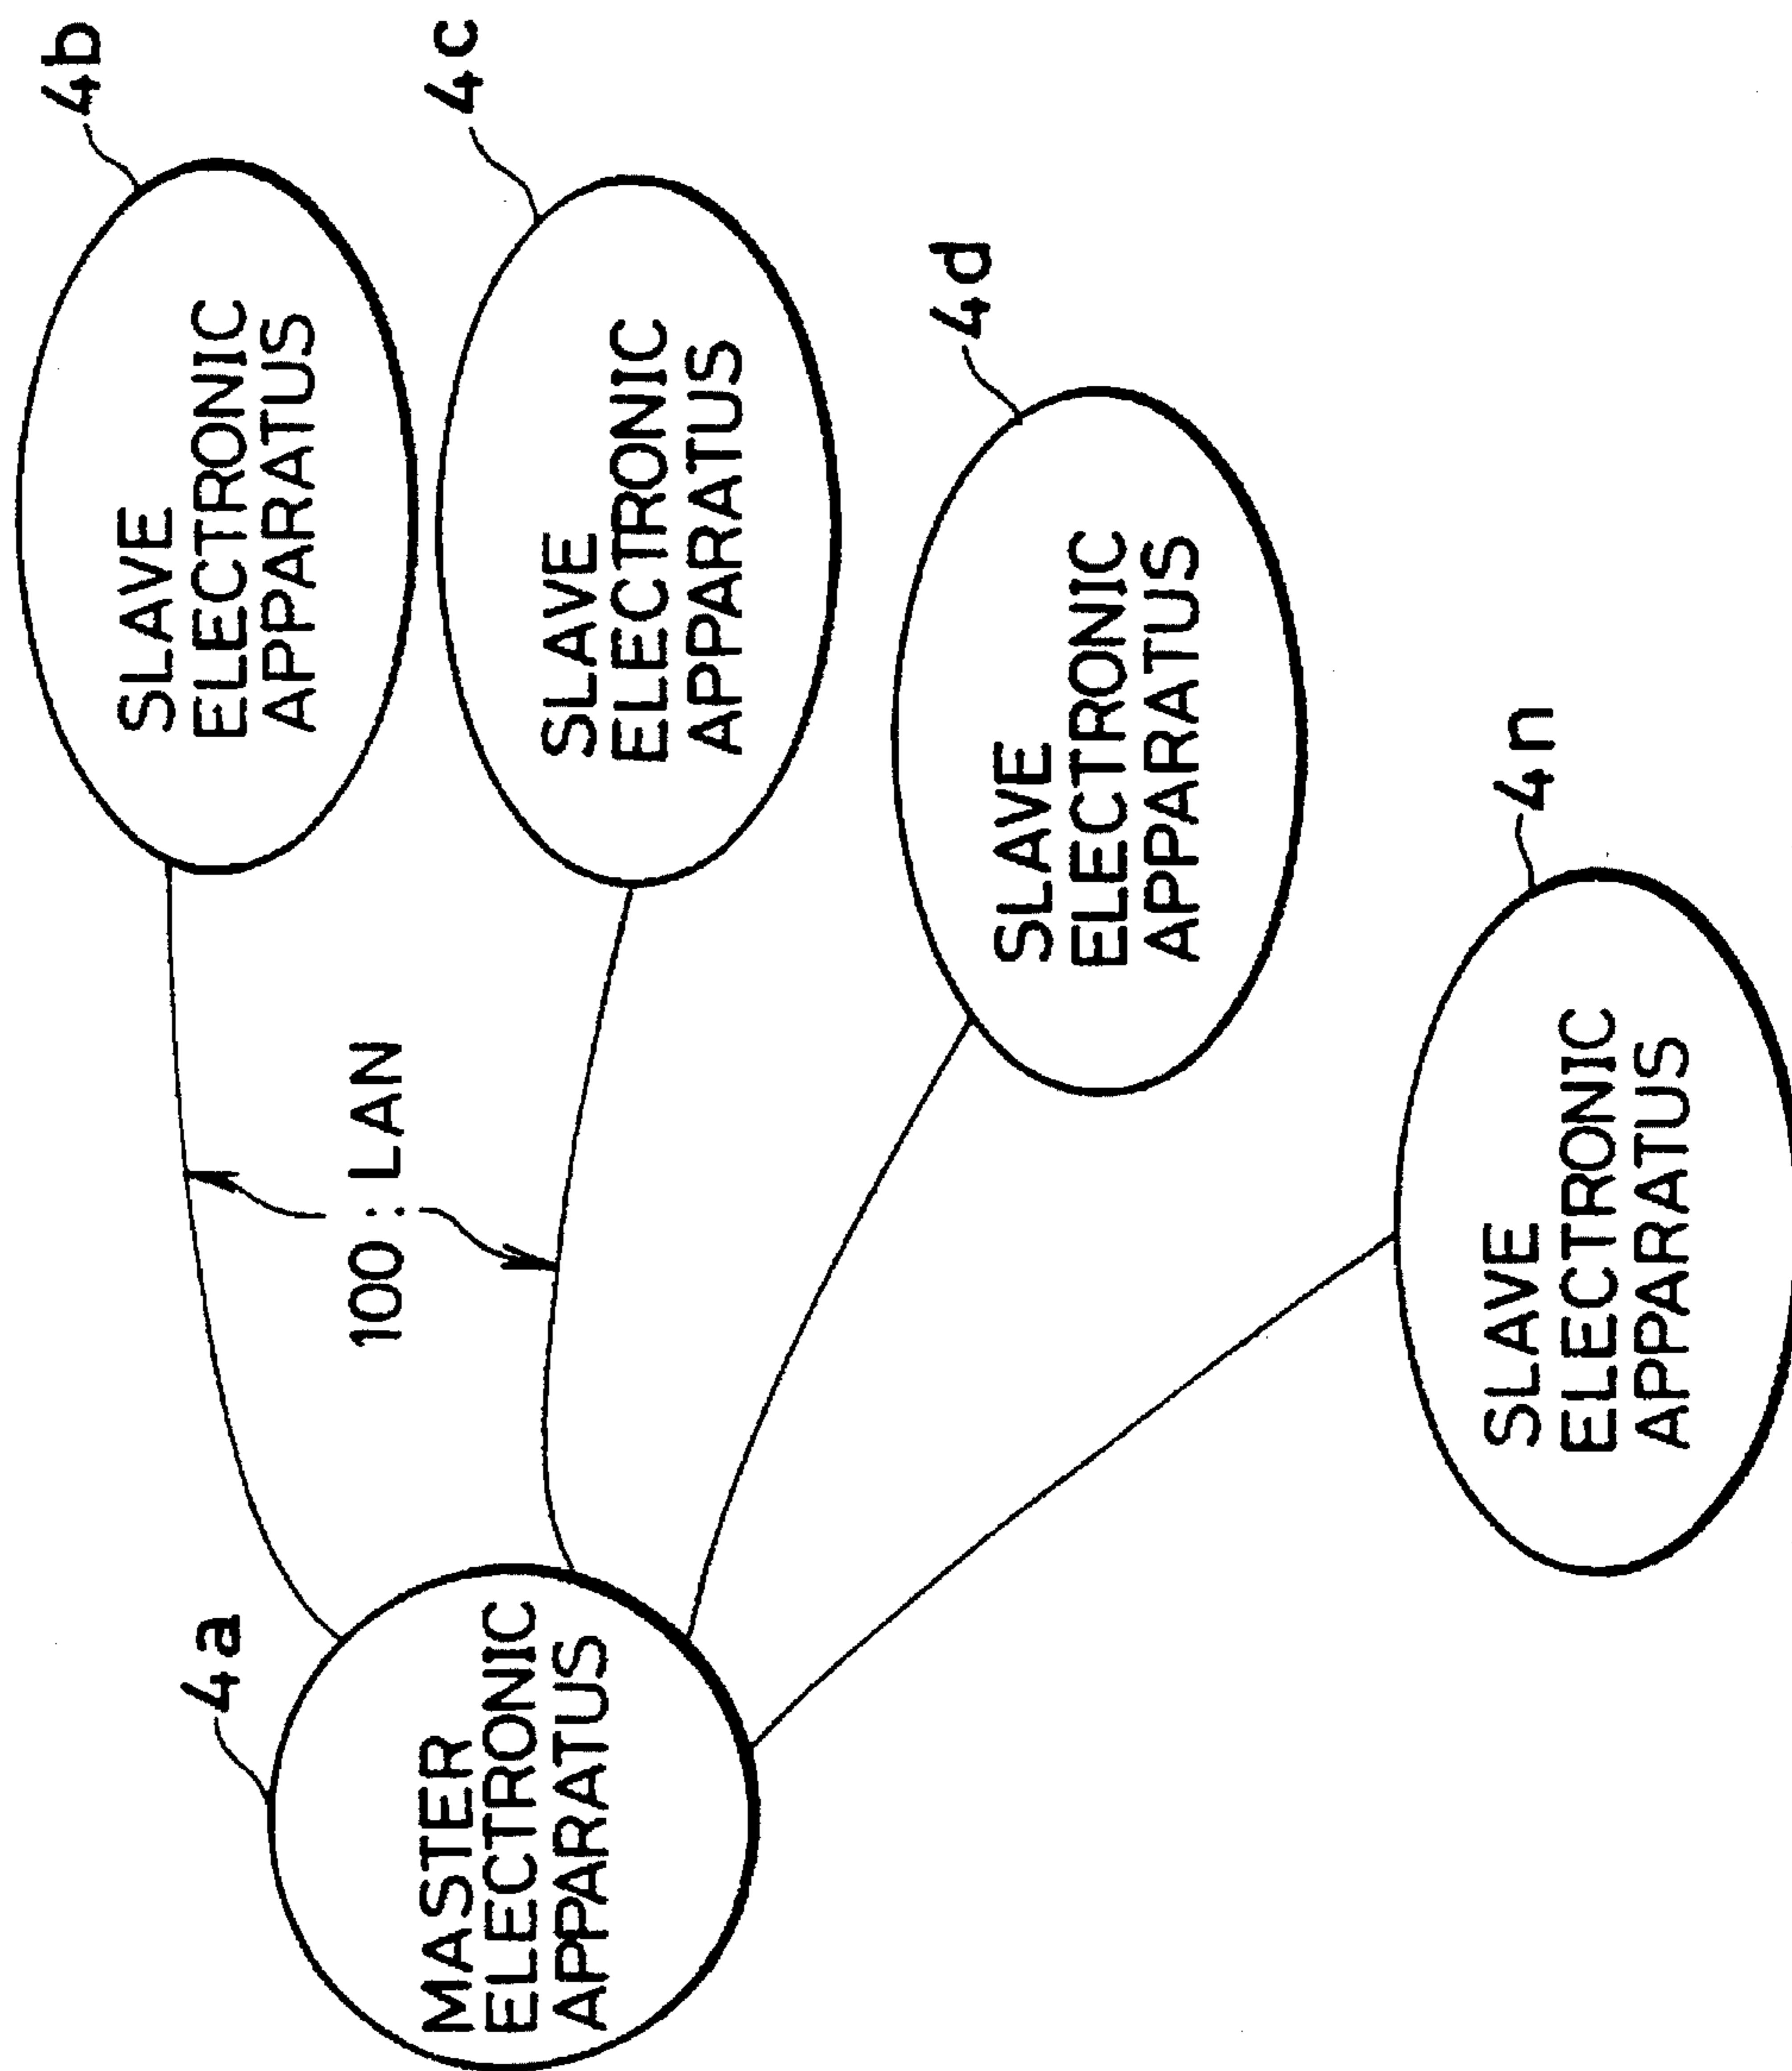 4b
SLAVE
ELECTRONIC
APPARATUS
4c
SLAVE
ELECTRONIC
APPARATUS
100 : LAN
4a
MASTER
ELECTRONIC
APPARATUS
4d
SLAVE
ELECTRONIC
APPARATUS
4n
SLAVE
ELECTRONIC
APPARATUS